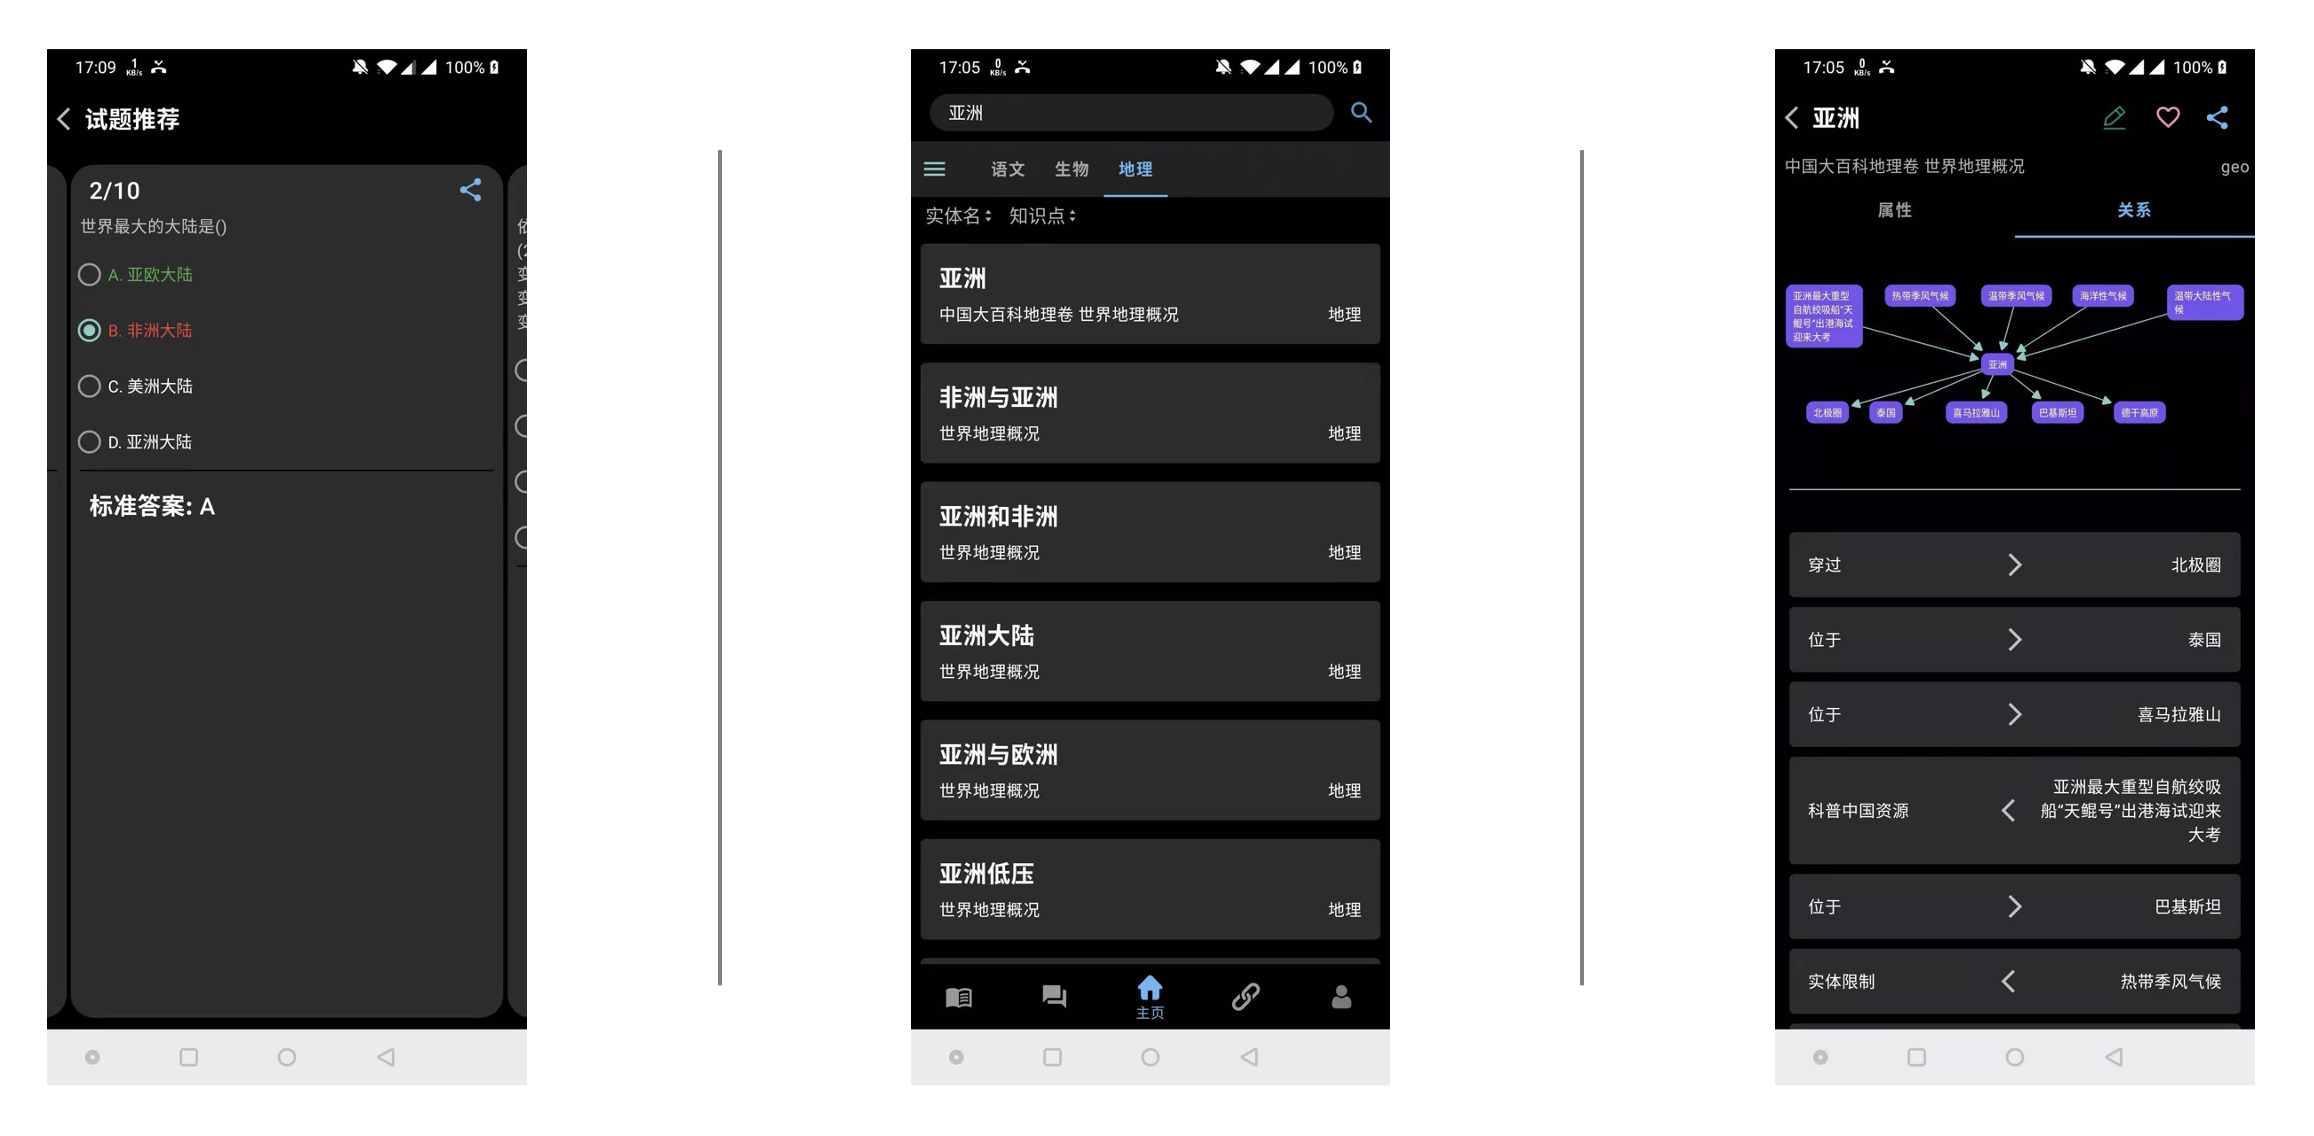 17:09 1 KB/s 100%
试题推荐
2/10
世界最大的大陆是()
A. 亚欧大陆
B. 非洲大陆
C. 美洲大陆
D. 亚洲大陆
标准答案: A
(2
变
变
变
17:05 0 KB/s 100%
亚洲
语文 生物 地理
实体名 知识点
亚洲
中国大百科地理卷 世界地理概况 地理
非洲与亚洲
世界地理概况 地理
亚洲和非洲
世界地理概况 地理
亚洲大陆
世界地理概况 地理
亚洲与欧洲
世界地理概况 地理
亚洲低压
世界地理概况 地理
主页
17:05 0 KB/s 100%
亚洲
中国大百科地理卷 世界地理概况 geo
属性 关系
亚洲最大重型
自航绞吸船“天
鲲号”出港海试
迎来大考
热带季风气候
温带季风气候
海洋性气候
温带大陆性气
候
亚洲
北极圈
泰国
喜马拉雅山
巴基斯坦
德干高原
穿过 北极圈
位于 泰国
位于 喜马拉雅山
科普中国资源
亚洲最大重型自航绞吸
船“天鲲号”出港海试迎来
大考
位于 巴基斯坦
实体限制 热带季风气候